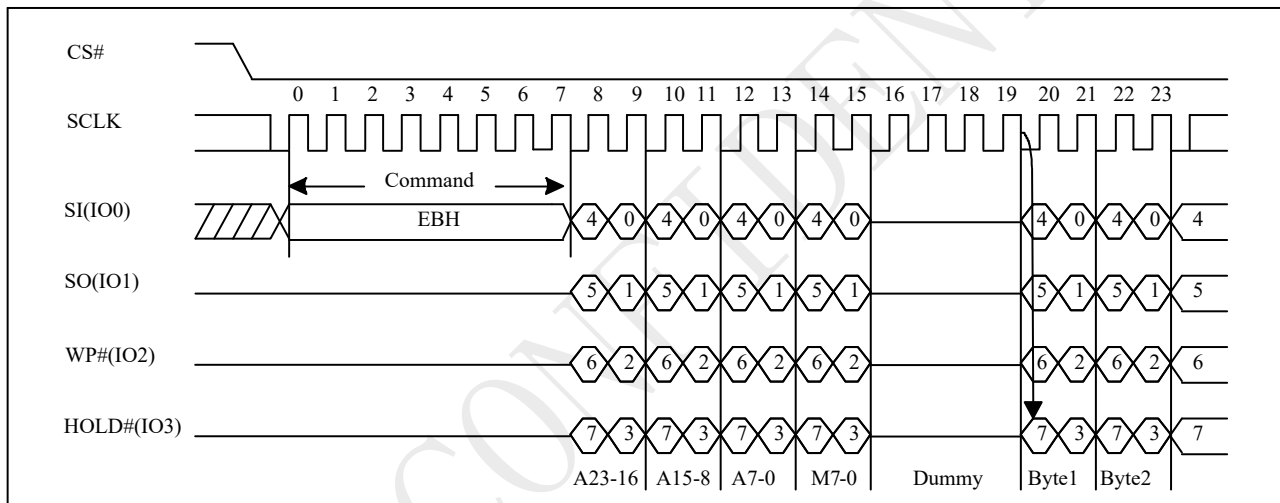 CS#
0 1 2 3 4 5 6 7 8 9 10 11 12 13 14 15 16 17 18 19 20 21 22 23
SCLK
Command
SI(IO0) EBH 4 0 4 0 4 0 4 0 4 0 4 0 4
SO(IO1) 5 1 5 1 5 1 5 1 5 1 5 1 5
WP#(IO2) 6 2 6 2 6 2 6 2 6 2 6 2 6
HOLD#(IO3) 7 3 7 3 7 3 7 3 7 3 7 3 7
A23-16 A15-8 A7-0 M7-0 Dummy Byte1 Byte2
CONFIDENT